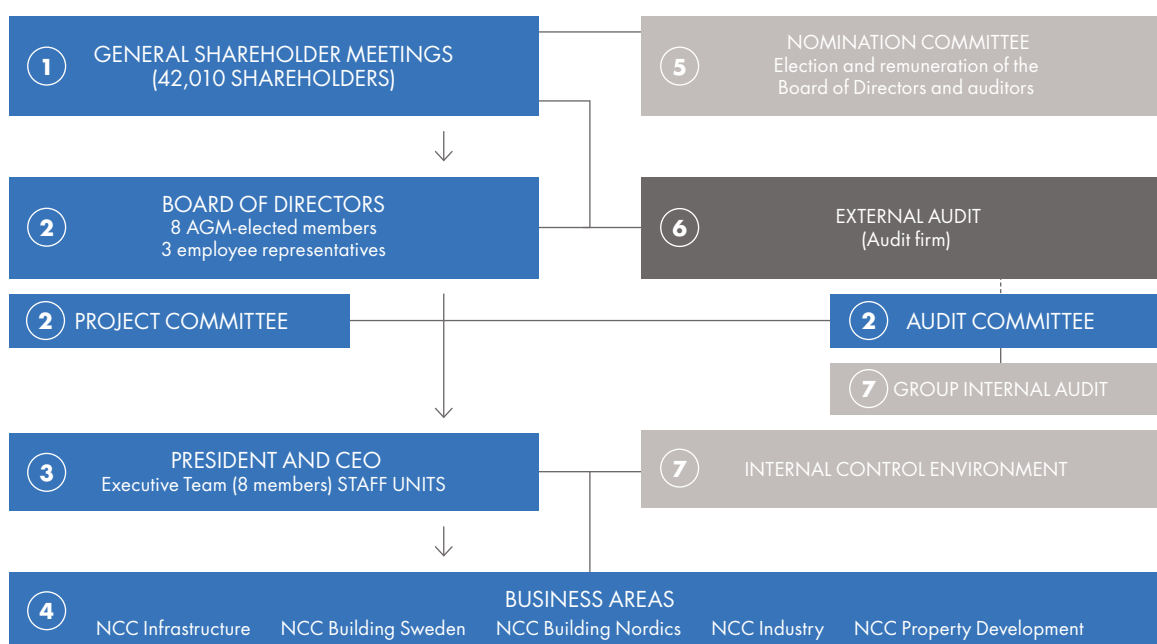 1
GENERAL SHAREHOLDER MEETINGS
(42,010 SHAREHOLDERS)
5
NOMINATION COMMITTEE
Election and remuneration of the
Board of Directors and auditors
2
BOARD OF DIRECTORS
8 AGM-elected members
3 employee representatives
6
EXTERNAL AUDIT
(Audit firm)
2 PROJECT COMMITTEE
2 AUDIT COMMITTEE
7 GROUP INTERNAL AUDIT
3
PRESIDENT AND CEO
Executive Team (8 members) STAFF UNITS
7 INTERNAL CONTROL ENVIRONMENT
4
BUSINESS AREAS
NCC Infrastructure NCC Building Sweden NCC Building Nordics NCC Industry NCC Property Development